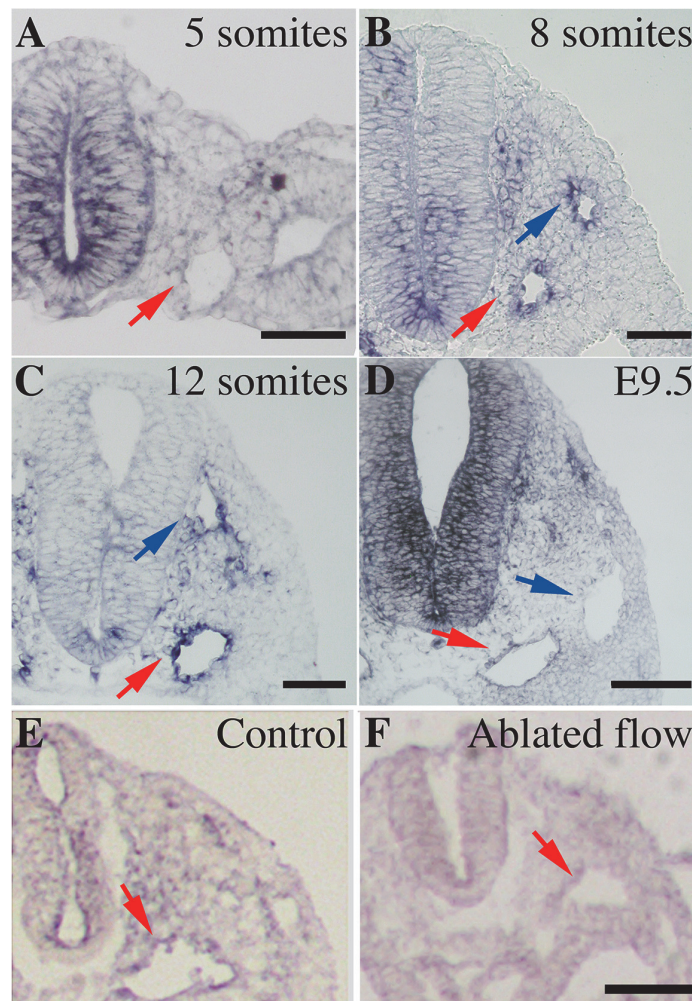 A 5 somites
B 8 somites
C 12 somites
D E9.5
E Control
F Ablated flow